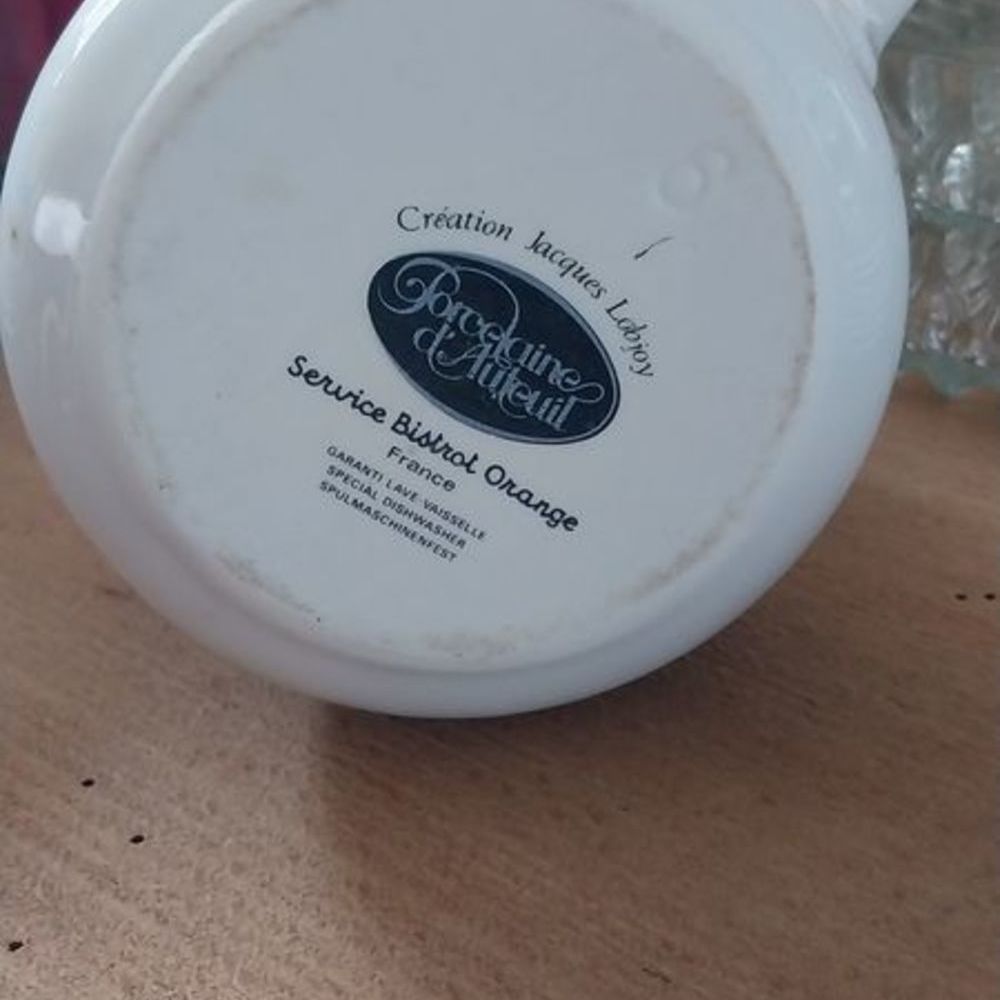 Création Jacques Lobjoy
Porcelaine
d'Auteuil
Service Bistrot Orange
France
GARANTI LAVE-VAISSELLE
SPECIAL DISHWASHER
SPULMASCHINENFEST